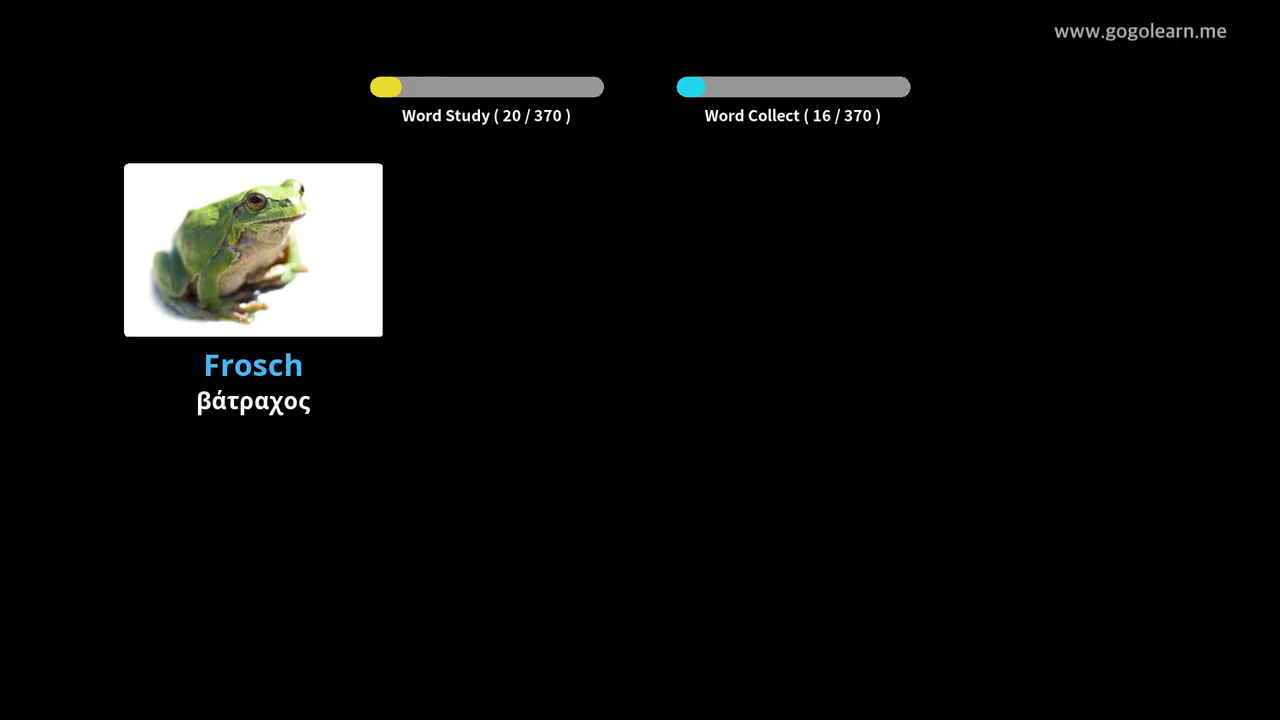 www.gogolearn.me
Word Study ( 20 / 370 )
Word Collect ( 16 / 370 )
Frosch
βάτραχος